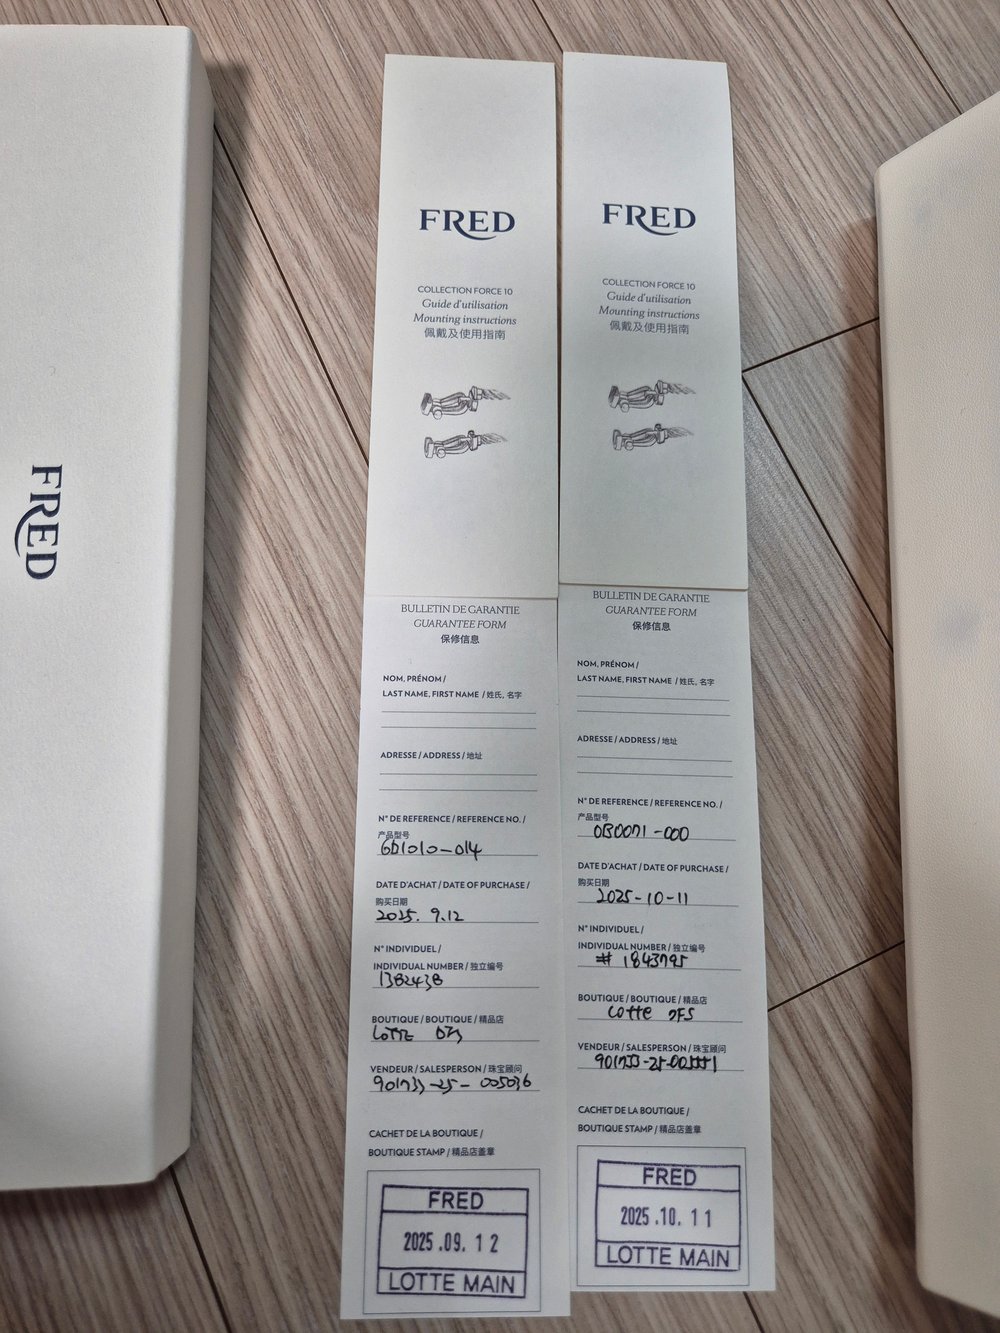 FRED
FRED
COLLECTION FORCE 10
Guide d'utilisation
Mounting instructions
佩戴及使用指南
BULLETIN DE GARANTIE
GUARANTEE FORM
保修信息
NOM, PRÉNOM /
LAST NAME, FIRST NAME / 姓氏, 名字
ADRESSE / ADDRESS / 地址
N° DE REFERENCE / REFERENCE NO. /
产品型号
6B1010-014
DATE D'ACHAT / DATE OF PURCHASE /
购买日期
2025. 9.12
N° INDIVIDUEL /
INDIVIDUAL NUMBER / 独立编号
1382438
BOUTIQUE / BOUTIQUE / 精品店
LOTTE DFS
VENDEUR / SALESPERSON / 珠宝顾问
901733-25-005036
CACHET DE LA BOUTIQUE /
BOUTIQUE STAMP / 精品店盖章
FRED
2025.09.12
LOTTE MAIN
FRED
COLLECTION FORCE 10
Guide d'utilisation
Mounting instructions
佩戴及使用指南
BULLETIN DE GARANTIE
GUARANTEE FORM
保修信息
NOM, PRÉNOM /
LAST NAME, FIRST NAME / 姓氏, 名字
ADRESSE / ADDRESS / 地址
N° DE REFERENCE / REFERENCE NO. /
产品型号
0B0071-000
DATE D'ACHAT / DATE OF PURCHASE /
购买日期
2025-10-11
N° INDIVIDUEL /
INDIVIDUAL NUMBER / 独立编号
# 1843795
BOUTIQUE / BOUTIQUE / 精品店
Lotte DFS
VENDEUR / SALESPERSON / 珠宝顾问
901733-25-005551
CACHET DE LA BOUTIQUE /
BOUTIQUE STAMP / 精品店盖章
FRED
2025.10.11
LOTTE MAIN